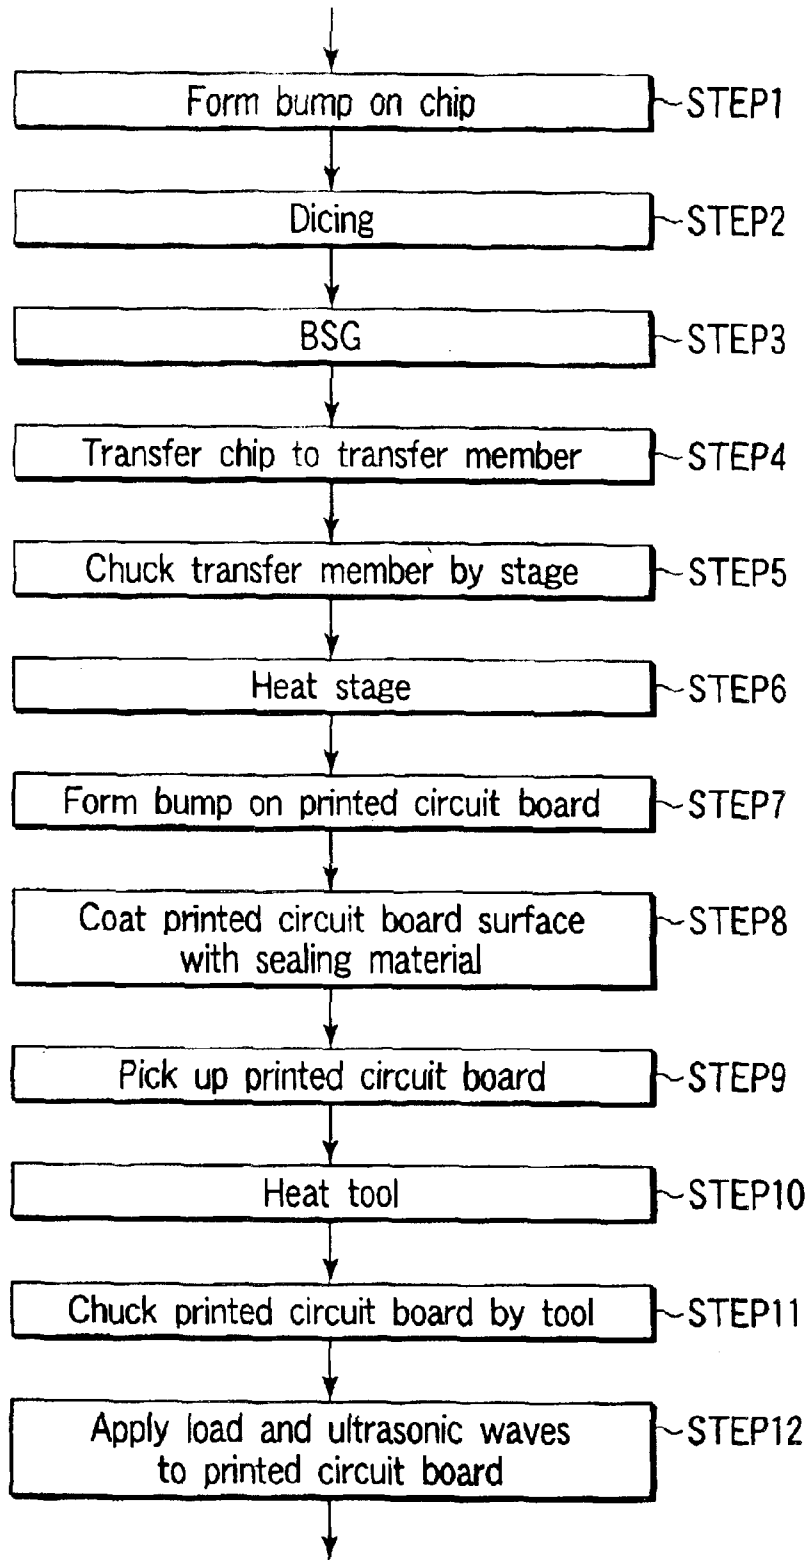 Form bump on chip
STEP1
Dicing
STEP2
BSG
STEP3
Transfer chip to transfer member
STEP4
Chuck transfer member by stage
STEP5
Heat stage
STEP6
Form bump on printed circuit board
STEP7
Coat printed circuit board surface
with sealing material
STEP8
Pick up printed circuit board
STEP9
Heat tool
STEP10
Chuck printed circuit board by tool
STEP11
Apply load and ultrasonic waves
to printed circuit board
STEP12